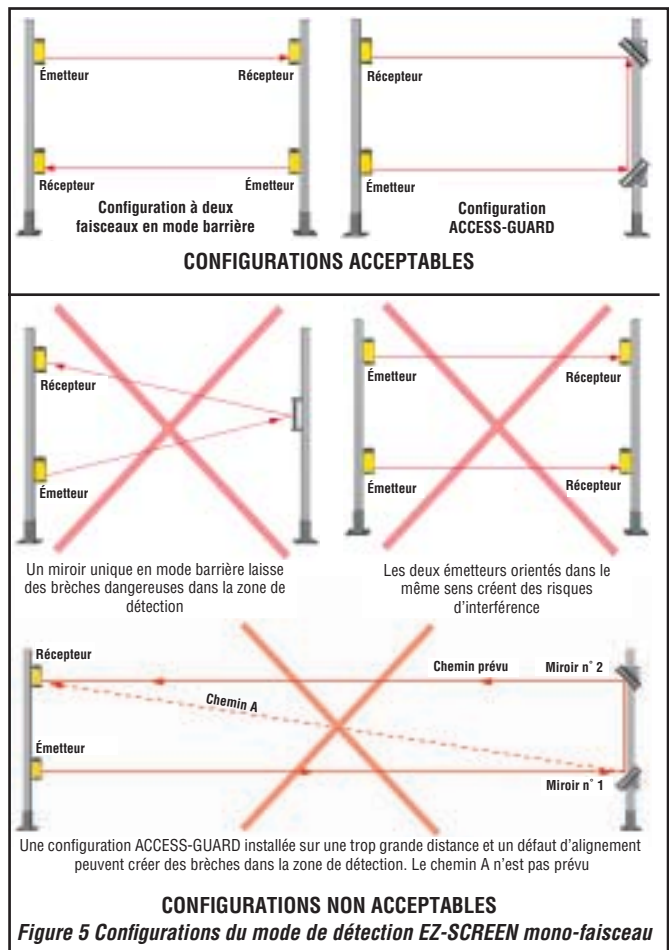 Émetteur
Récepteur
Récepteur
Émetteur
Configuration à deux
faisceaux en mode barrière
Récepteur
Émetteur
Configuration
ACCESS-GUARD
CONFIGURATIONS ACCEPTABLES
Récepteur
Émetteur
Un miroir unique en mode barrière laisse
des brèches dangereuses dans la zone de
détection
Émetteur
Récepteur
Émetteur
Récepteur
Les deux émetteurs orientés dans le
même sens créent des risques
d'interférence
Récepteur
Chemin prévu
Miroir n° 2
Chemin A
Émetteur
Miroir n° 1
Une configuration ACCESS-GUARD installée sur une trop grande distance et un défaut d'alignement
peuvent créer des brèches dans la zone de détection. Le chemin A n'est pas prévu
CONFIGURATIONS NON ACCEPTABLES
Figure 5 Configurations du mode de détection EZ-SCREEN mono-faisceau